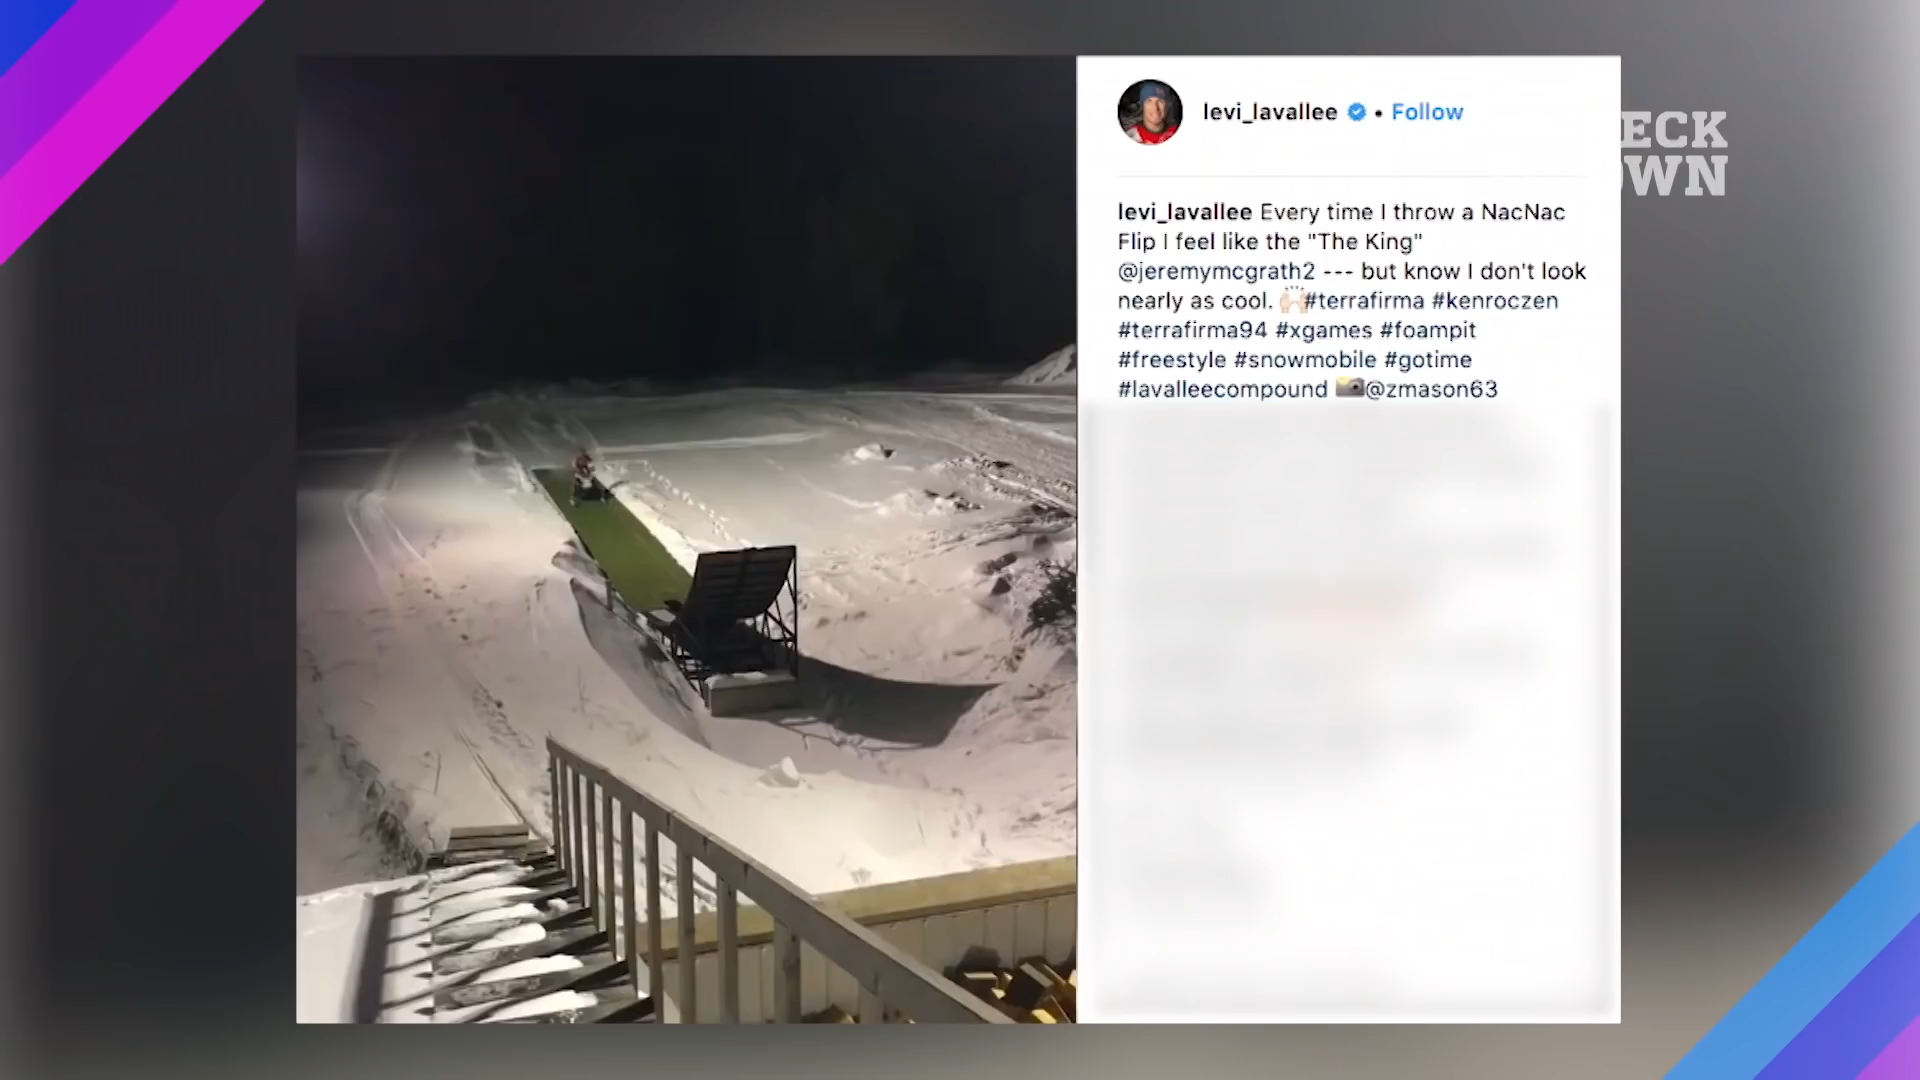 levi_lavallee • Follow
ECK
WN
levi_lavallee Every time I throw a NacNac
Flip I feel like the "The King"
@jeremymcgrath2 --- but know I don't look
nearly as cool. 🙌🏻#terrafirma #kenroczen
#terrafirma94 #xgames #foampit
#freestyle #snowmobile #gotime
#lavalleecompound 📸@zmason63